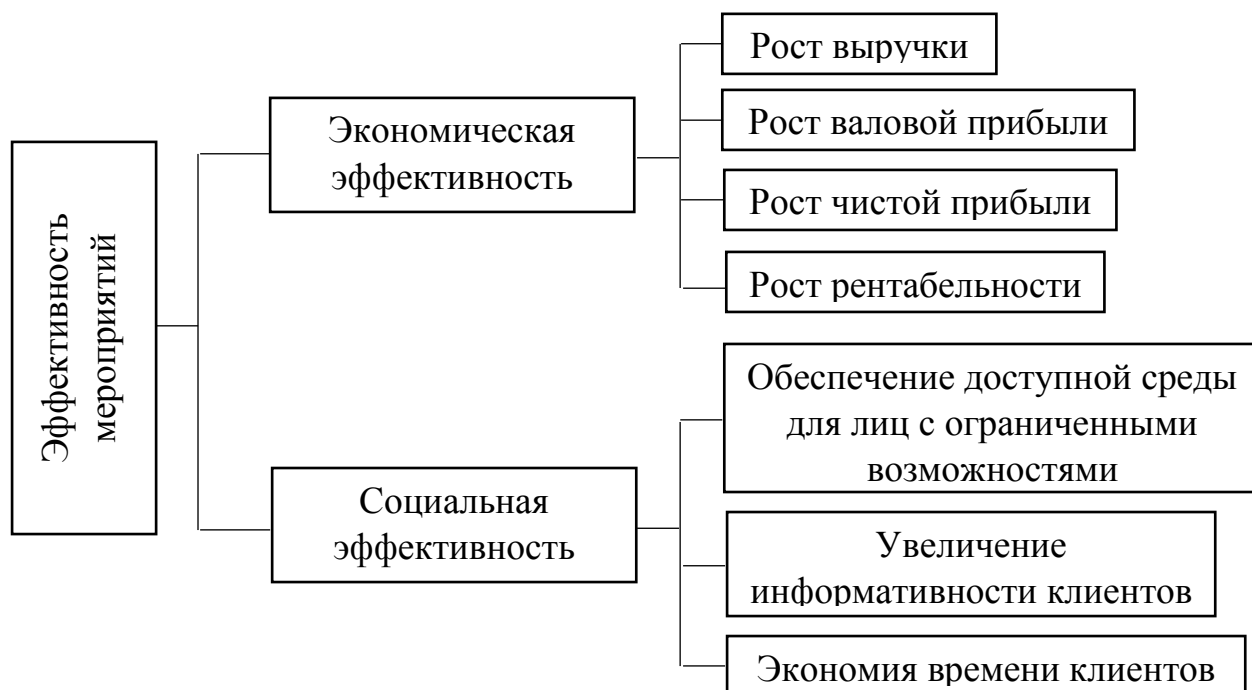 Эффективность
мероприятий
Экономическая
эффективность
Рост выручки
Рост валовой прибыли
Рост чистой прибыли
Рост рентабельности
Социальная
эффективность
Обеспечение доступной среды
для лиц с ограниченными
возможностями
Увеличение
информативности клиентов
Экономия времени клиентов